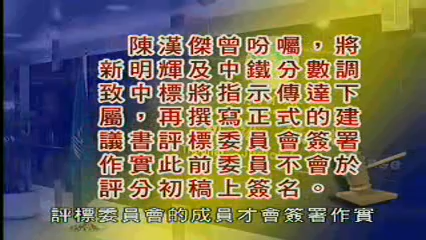 陳漢傑曾吩囑，將
新明輝及中鐵分數調
致中標將指示傳達下
屬，再撰寫正式的建
議書評標委員會簽署
作實此前委員不會於
評分初稿上簽名。
評標委員會的成員才會簽署作實